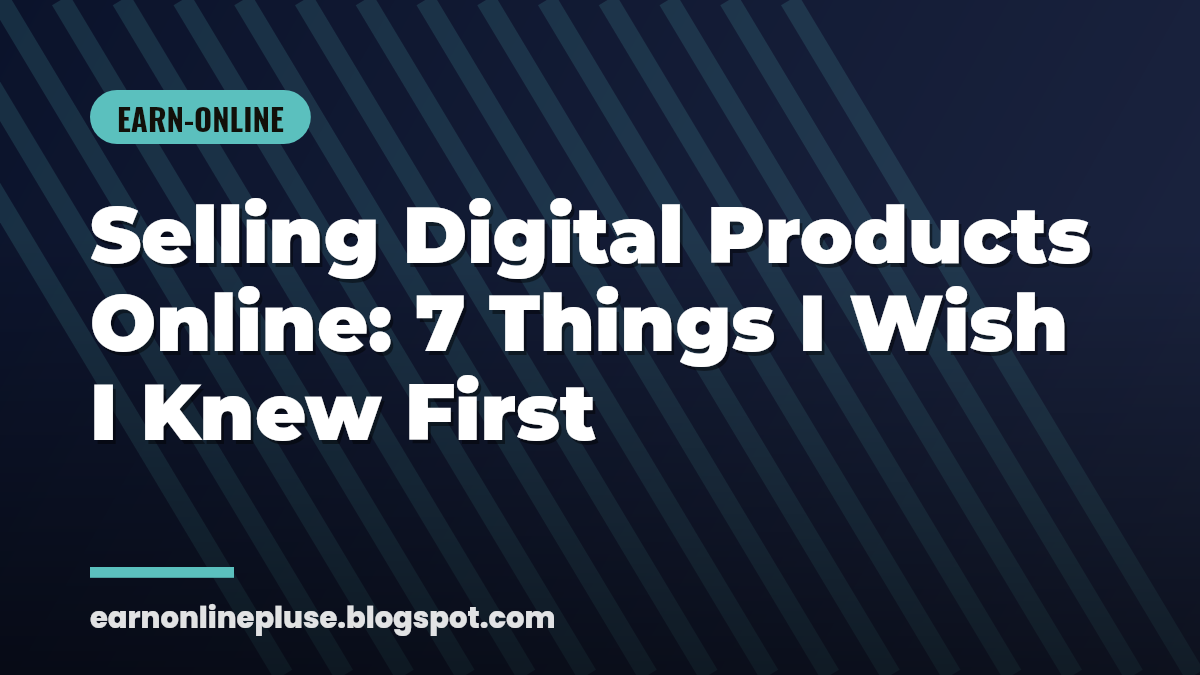 EARN-ONLINE
Selling Digital Products
Online: 7 Things I Wish
I Knew First
earnonlinepluse.blogspot.com